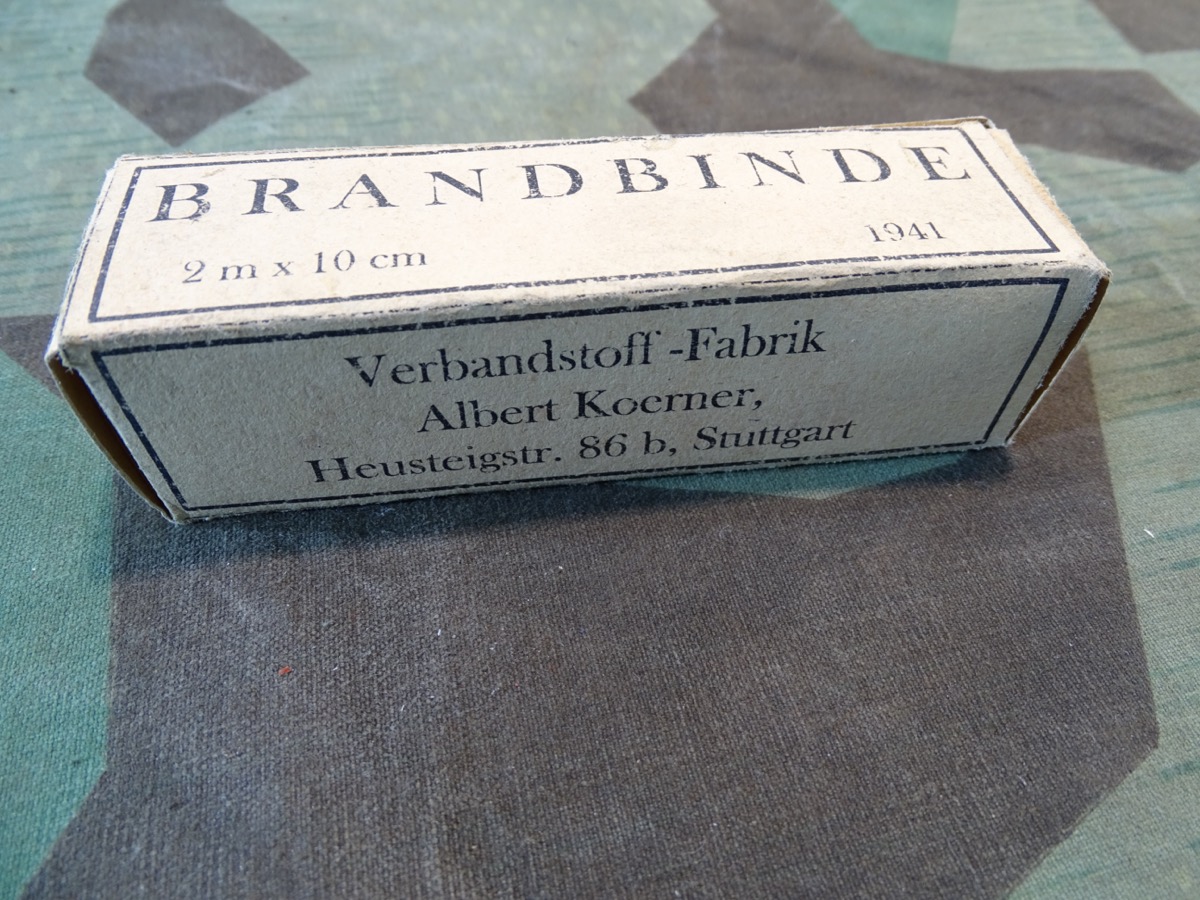 BRANDBINDE
2 m x 10 cm 1941
Verbandstoff -Fabrik
Albert Koerner,
Heusteigstr. 86 b, Stuttgart